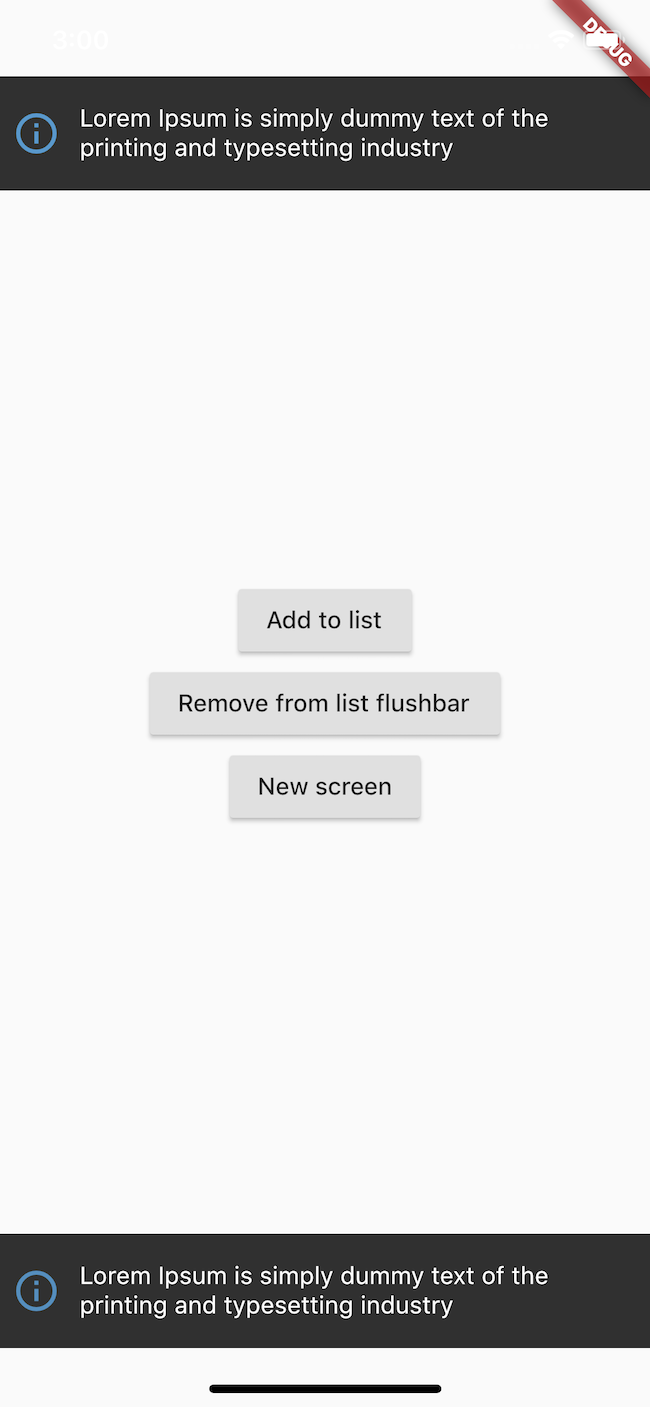 3:00
DEBUG
Lorem Ipsum is simply dummy text of the
printing and typesetting industry
Add to list
Remove from list flushbar
New screen
Lorem Ipsum is simply dummy text of the
printing and typesetting industry